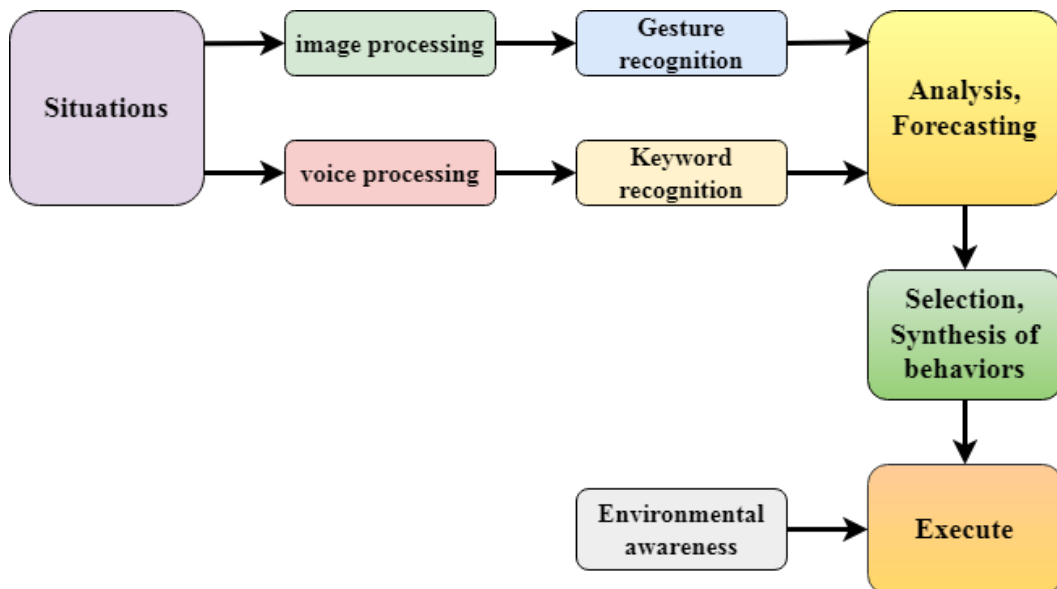 Situations
image processing
Gesture
recognition
Analysis,
Forecasting
voice processing
Keyword
recognition
Selection,
Synthesis of
behaviors
Environmental
awareness
Execute